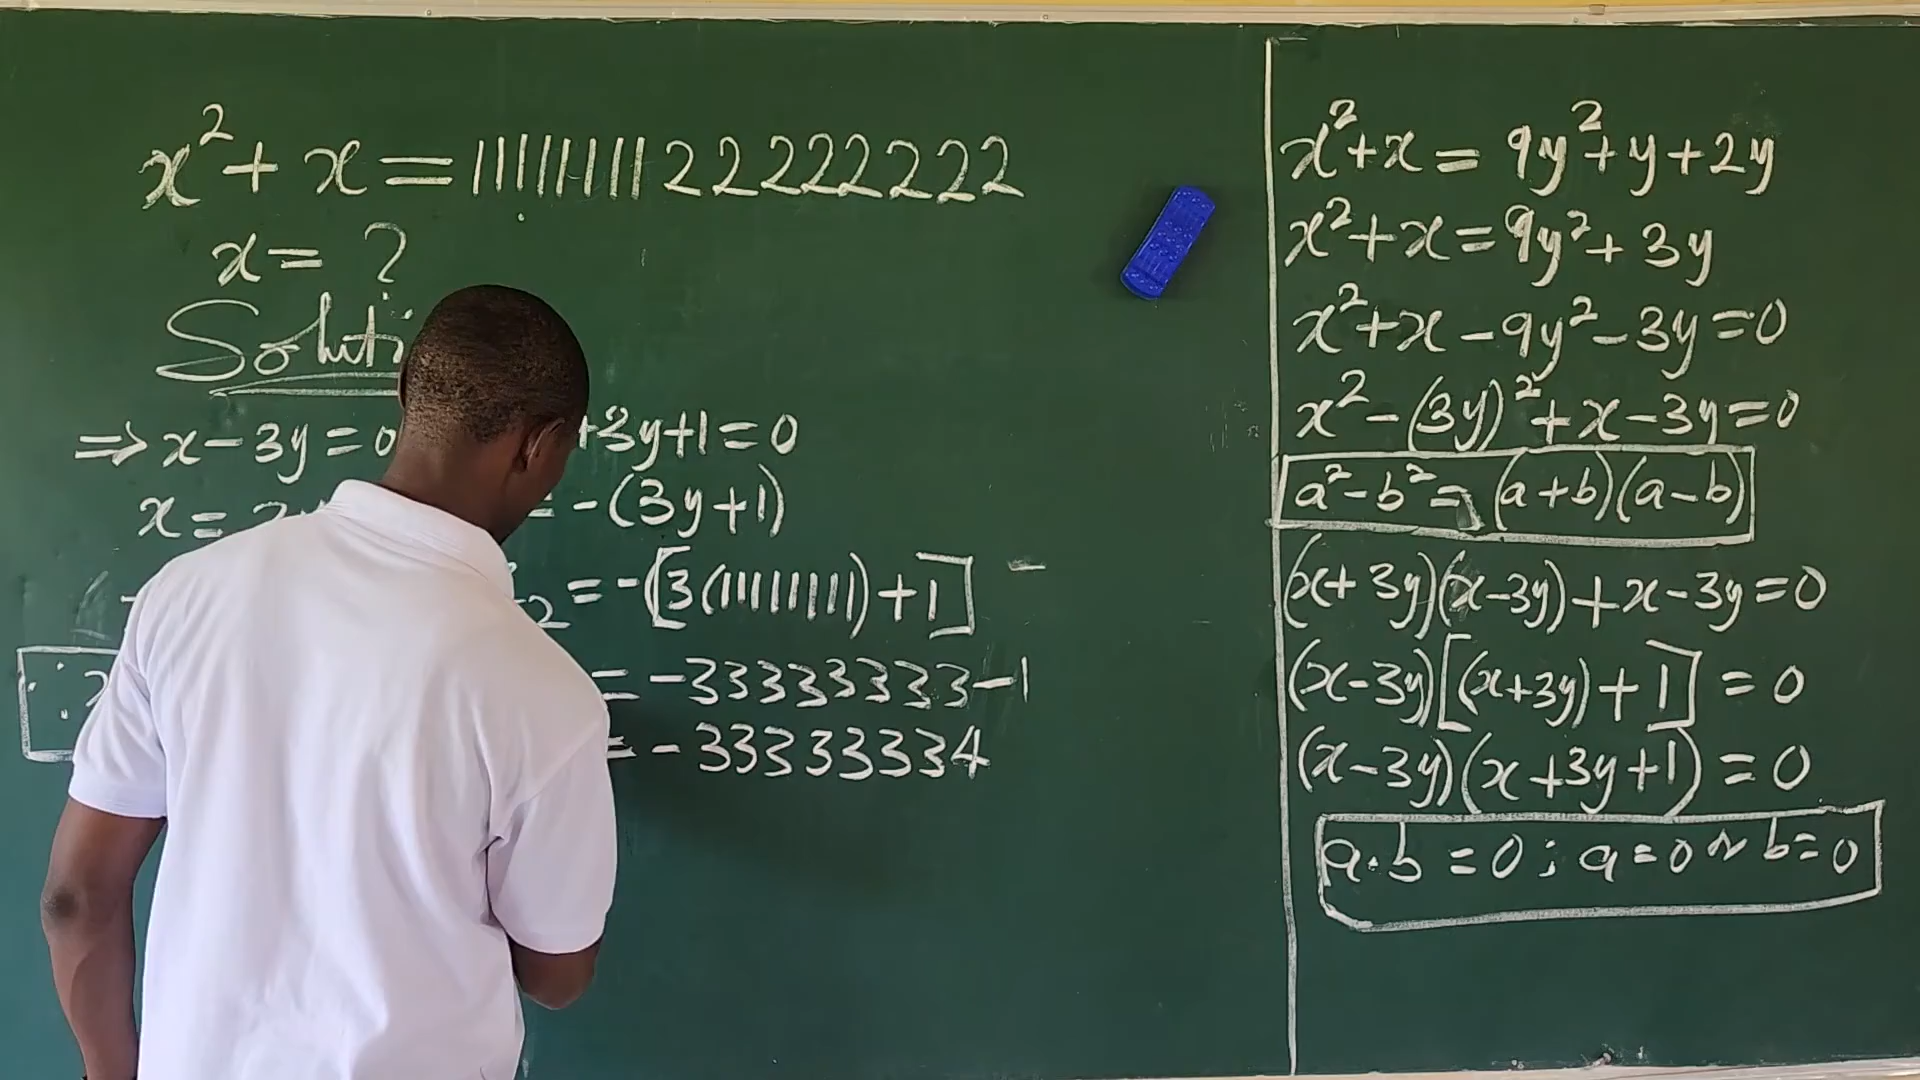 x² + x = 1111111122222222
x = ?
⇒ x - 3y = 0 +3y+1 = 0
x = = -(3y+1)
2 = -[3(11111111)+1]
∴ x = -33333333-1
= -33333334
x²+x = 9y²+y+2y
x²+x = 9y²+3y
x²+x-9y²-3y=0
x²-(3y)²+x-3y=0
a²-b² = (a+b)(a-b)
(x+3y)(x-3y)+x-3y=0
(x-3y)[(x+3y)+1] = 0
(x-3y)(x+3y+1) = 0
a·b = 0; a=0 or b=0